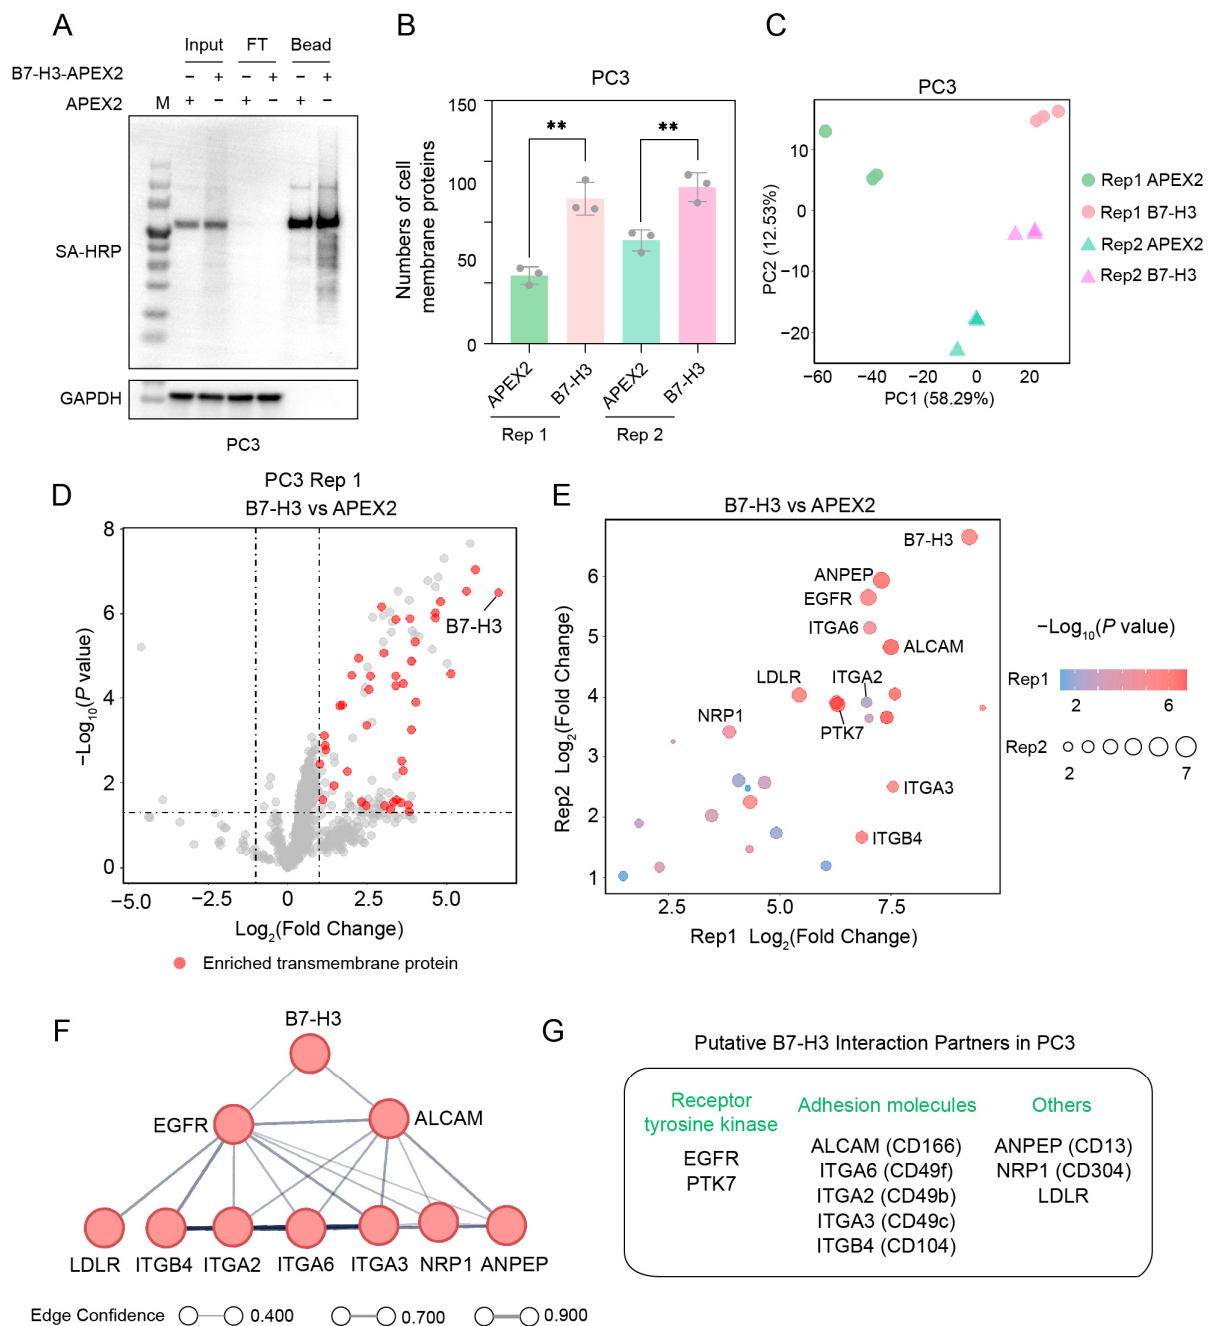 A
Input FT Bead
B7-H3-APEX2 − + − + − +
APEX2 M + − + − + −
SA-HRP
GAPDH
PC3
B
PC3
Numbers of cell
membrane proteins
150
100
50
0
** **
APEX2 B7-H3 APEX2 B7-H3
Rep 1 Rep 2
C
PC3
PC2 (12.53%)
10
0
−10
−20
−60 −40 −20 0 20
PC1 (58.29%)
Rep1 APEX2
Rep1 B7-H3
Rep2 APEX2
Rep2 B7-H3
D
PC3 Rep 1
B7-H3 vs APEX2
−Log10(P value)
8
6
4
2
0
B7-H3
−5.0 −2.5 0 2.5 5.0
Log2(Fold Change)
Enriched transmembrane protein
E
B7-H3 vs APEX2
Rep2 Log2(Fold Change)
6
5
4
3
2
1
B7-H3
ANPEP
EGFR
ITGA6
ALCAM
LDLR
ITGA2
PTK7
NRP1
ITGA3
ITGB4
2.5 5.0 7.5
Rep1 Log2(Fold Change)
−Log10(P value)
Rep1
2 6
Rep2
2 7
F
B7-H3
EGFR
ALCAM
LDLR ITGB4 ITGA2 ITGA6 ITGA3 NRP1 ANPEP
Edge Confidence 0.400 0.700 0.900
G
Putative B7-H3 Interaction Partners in PC3
Receptor
tyrosine kinase
EGFR
PTK7
Adhesion molecules
ALCAM (CD166)
ITGA6 (CD49f)
ITGA2 (CD49b)
ITGA3 (CD49c)
ITGB4 (CD104)
Others
ANPEP (CD13)
NRP1 (CD304)
LDLR